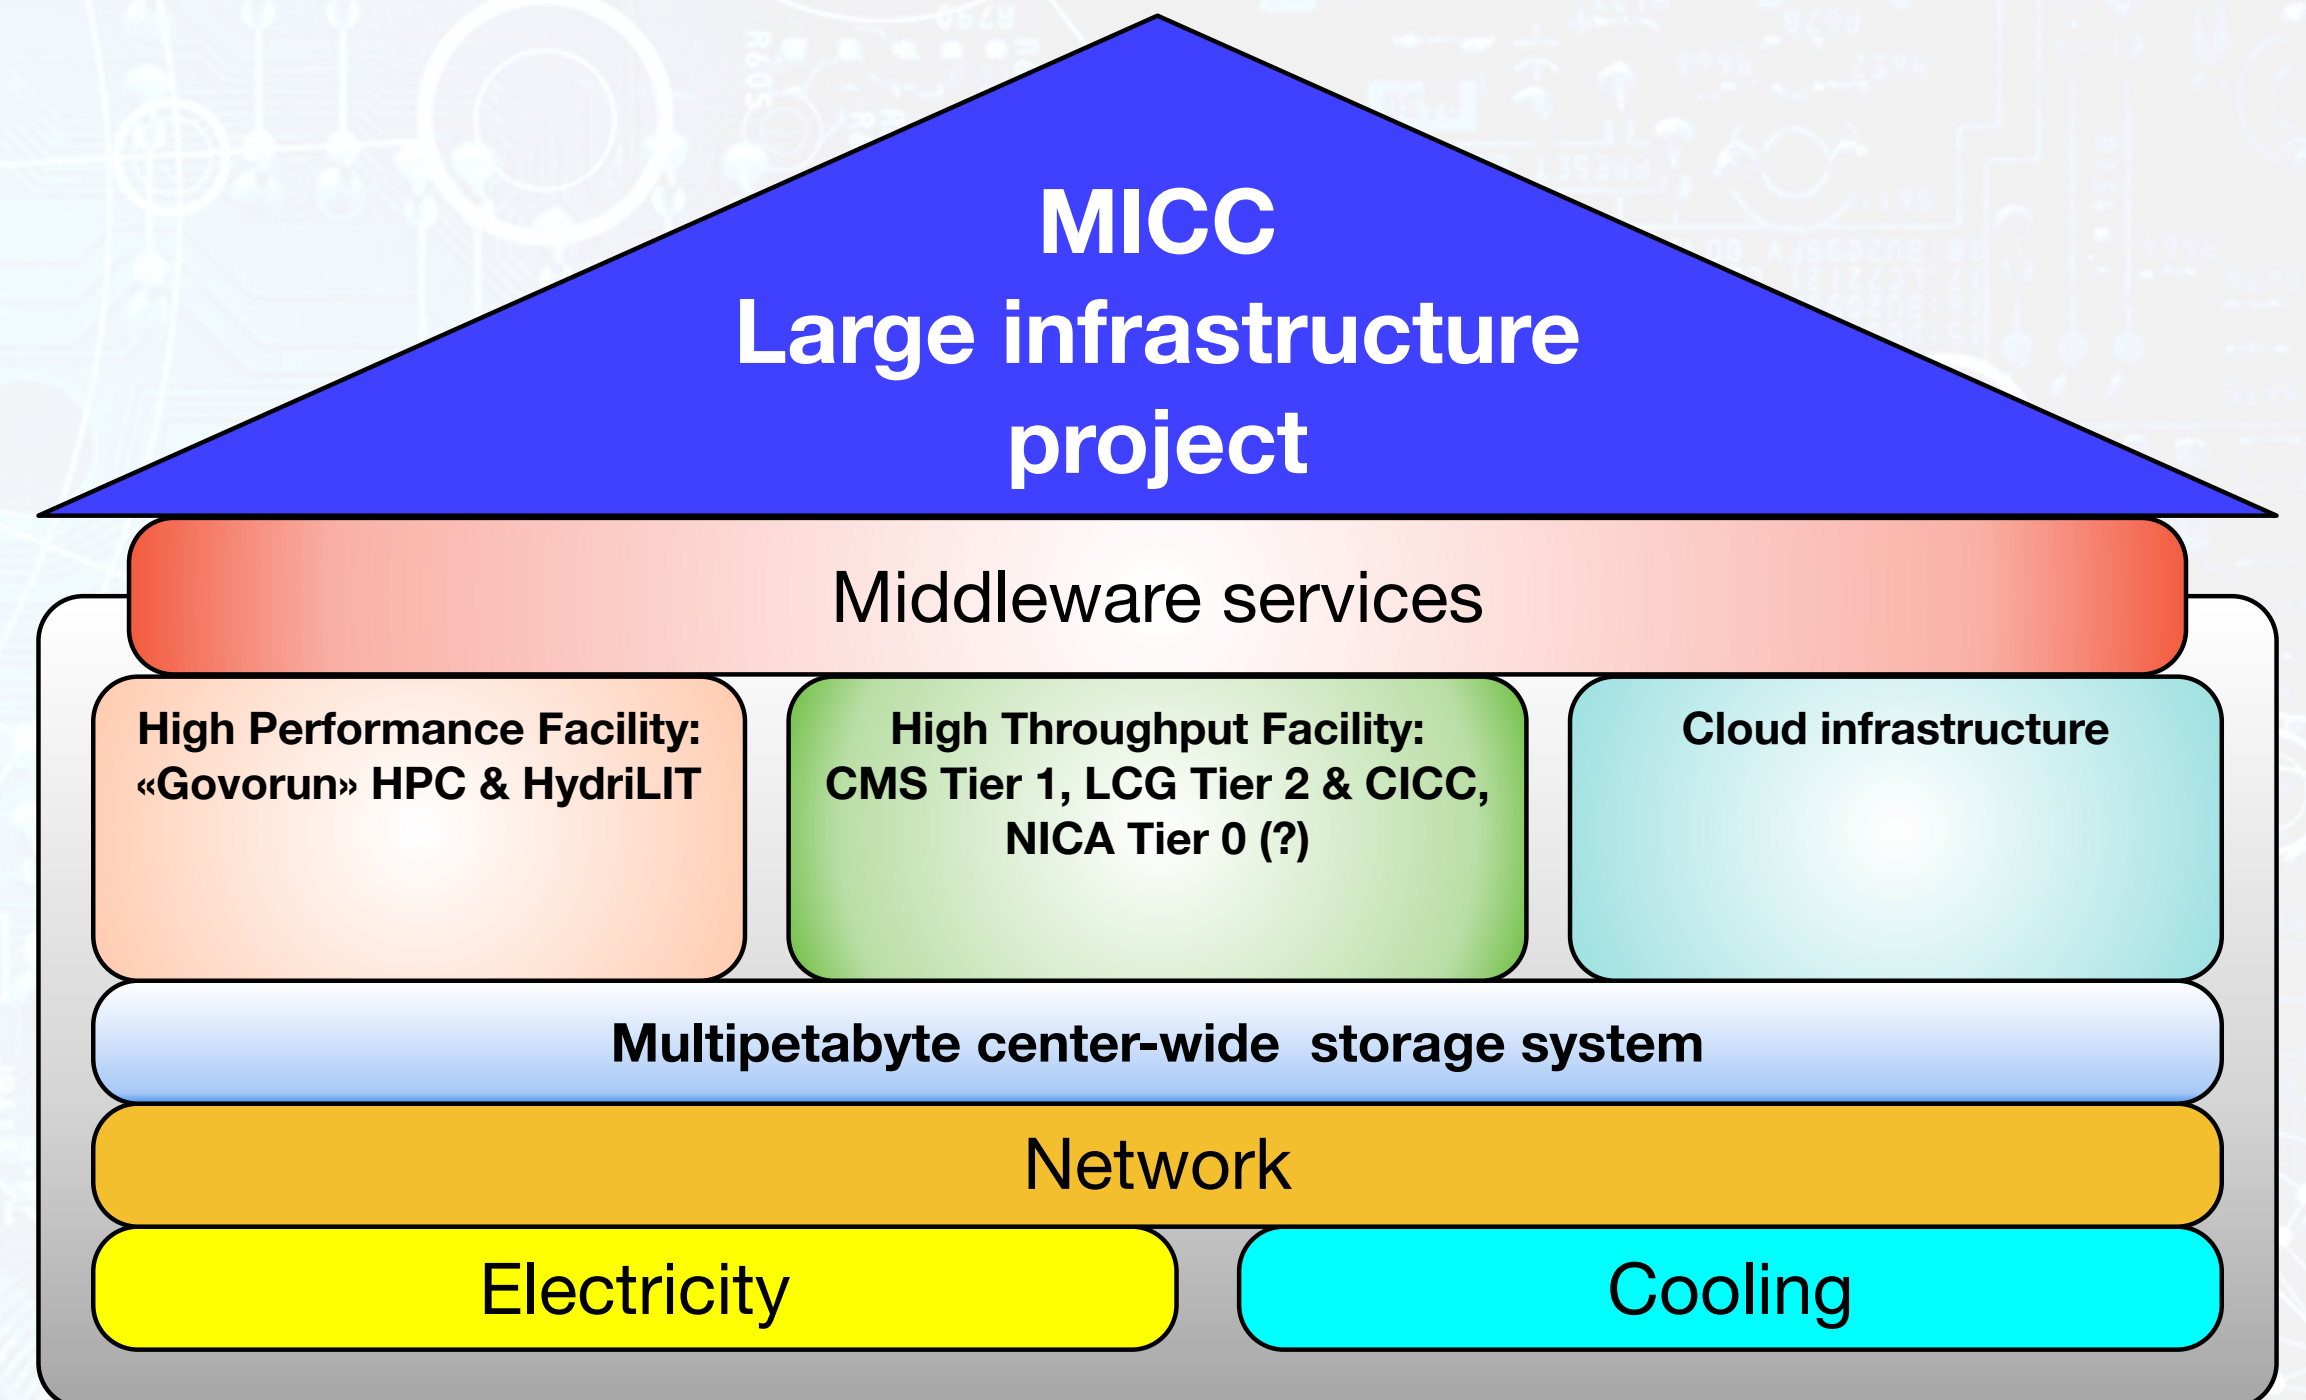 MICC
Large infrastructure
project
Middleware services
High Performance Facility:
«Govorun» HPC & HydriLIT
High Throughput Facility:
CMS Tier 1, LCG Tier 2 & CICC,
NICA Tier 0 (?)
Cloud infrastructure
Multipetabyte center-wide storage system
Network
Electricity
Cooling